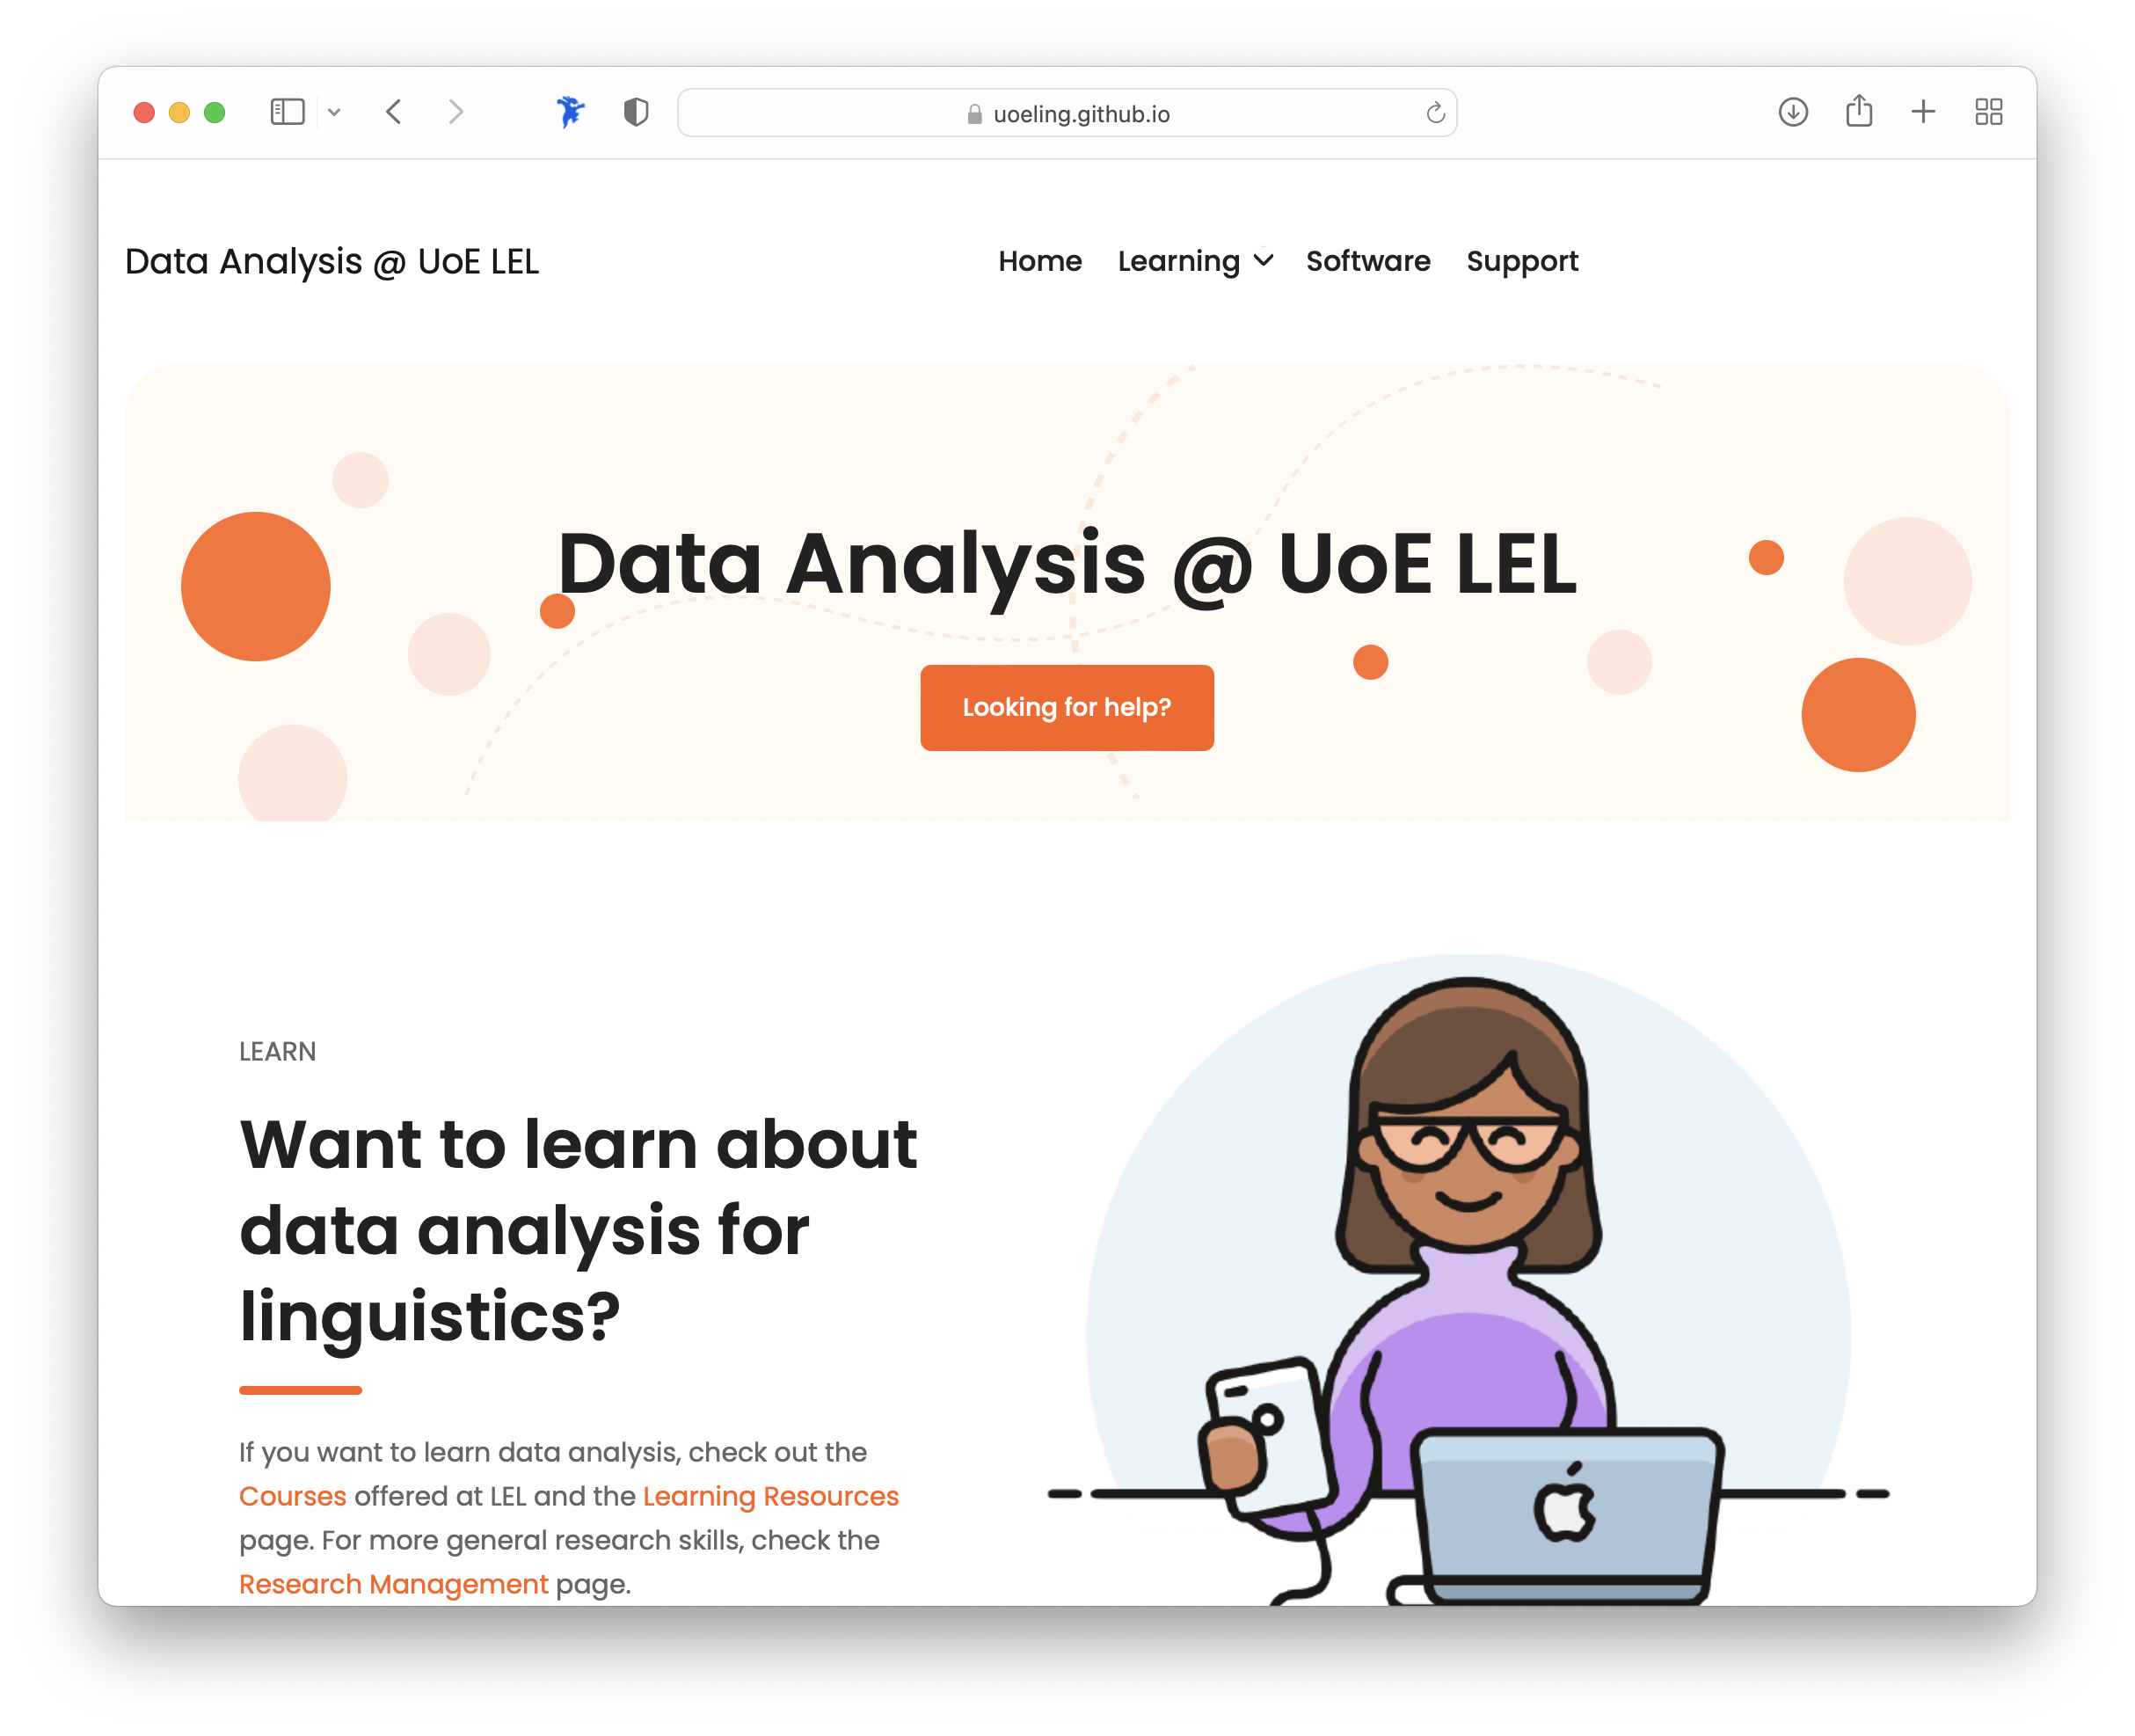 uoeling.github.io
Data Analysis @ UoE LEL
Home Learning Software Support
Data Analysis @ UoE LEL
Looking for help?
LEARN
Want to learn about
data analysis for
linguistics?
If you want to learn data analysis, check out the
Courses offered at LEL and the Learning Resources
page. For more general research skills, check the
Research Management page.